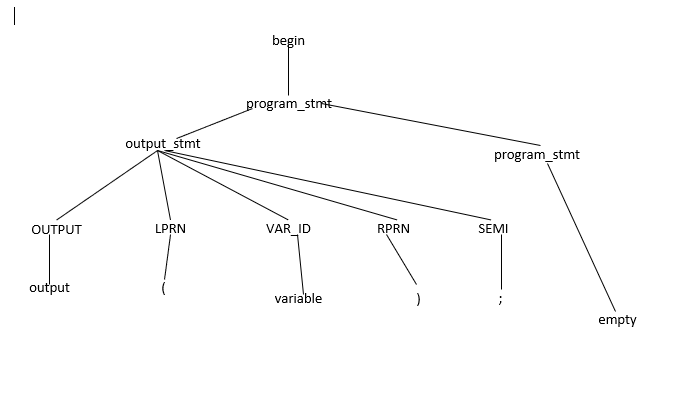 begin
program_stmt
output_stmt
program_stmt
OUTPUT LPRN VAR_ID RPRN SEMI
output ( variable ) ;
empty